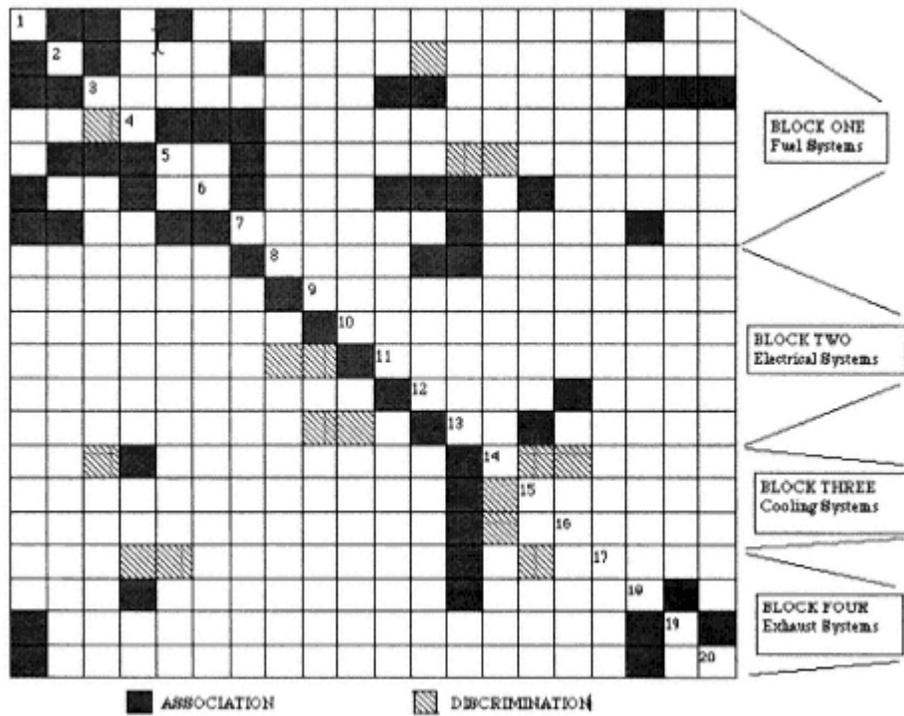 1
2
3
4
BLOCK ONE
Fuel Systems
5
6
7
8
9
10
BLOCK TWO
Electrical Systems
11
12
13
14
BLOCK THREE
Cooling Systems
15
16
17
18
BLOCK FOUR
Exhaust Systems
19
20
ASSOCIATION
DISCRIMINATION